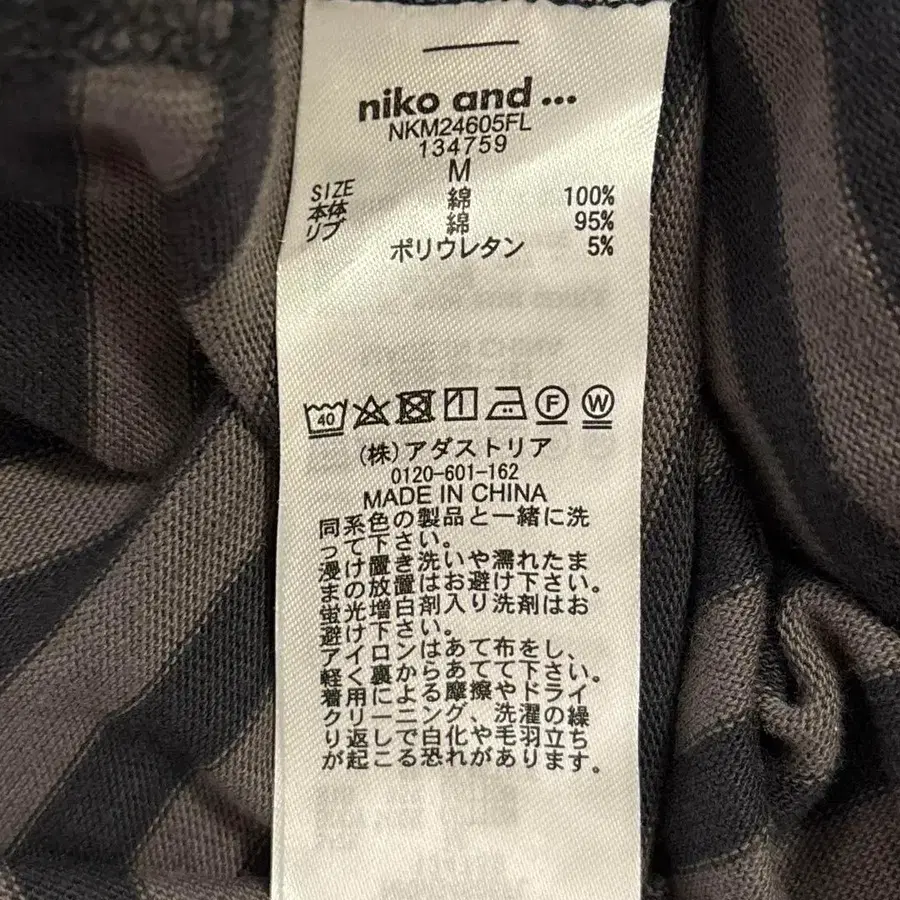 niko and ...
NKM24605FL
134759
SIZE M
本体 綿 100%
リブ 綿 95%
ポリウレタン 5%
40 F W
(株)アダストリア
0120-601-162
MADE IN CHINA
同系色の製品と一緒に洗
って下さい。
浸け置き洗いや濡れたま
まの放置はお避け下さい。
蛍光増白剤入り洗剤はお
避け下さい。
アイロンはあて布をし、
軽く裏からあてて下さい。
着用による摩擦やドライ
クリーニング、洗濯の繰
り返しで白化や毛羽立ち
が起こる恐れがあります。